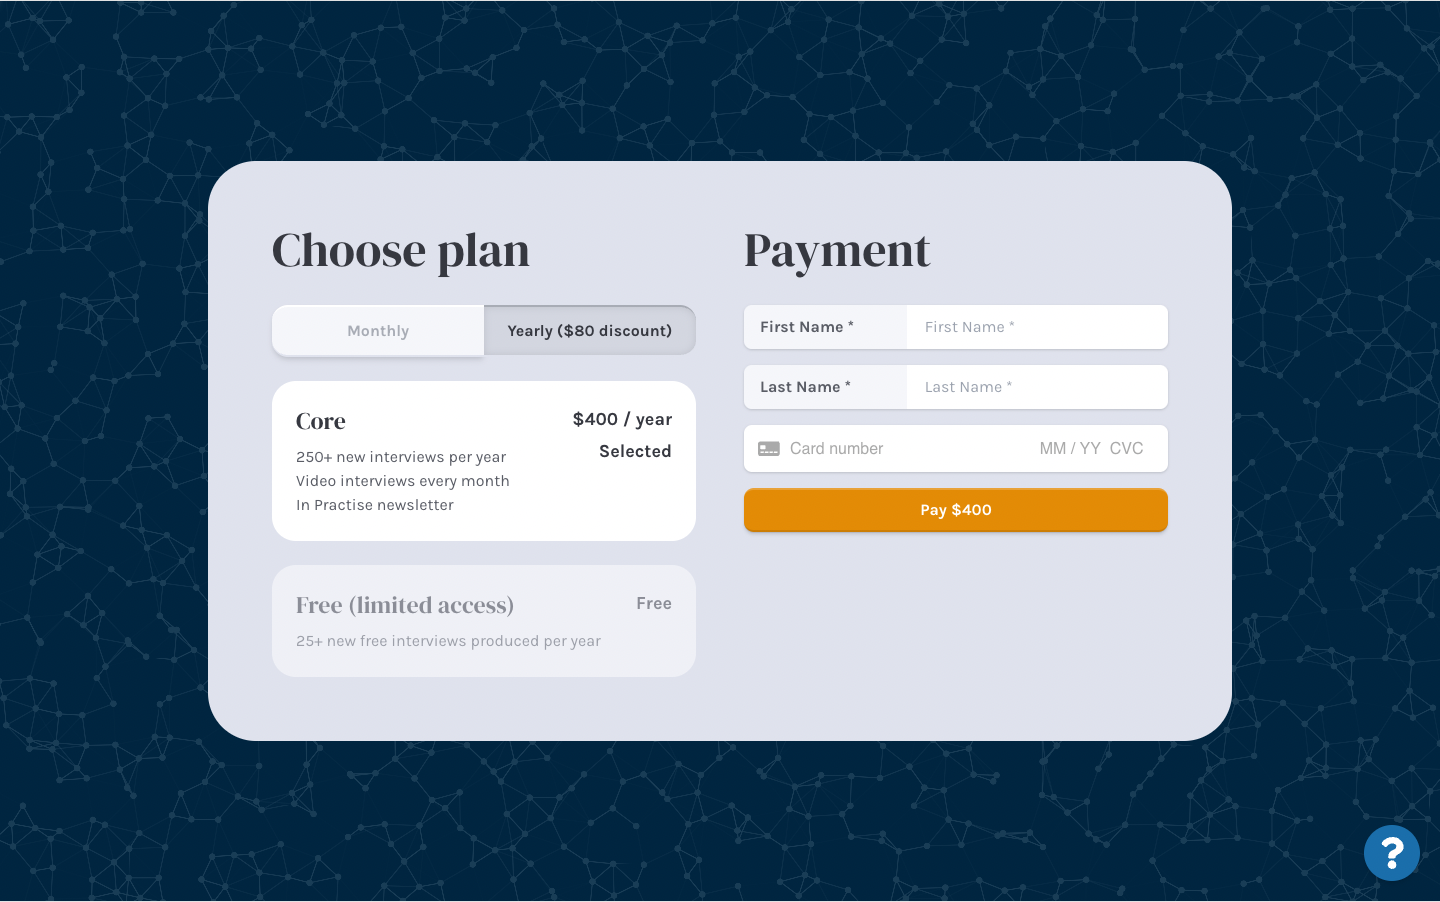 Choose plan
Monthly
Yearly ($80 discount)
Core
$400 / year
Selected
250+ new interviews per year
Video interviews every month
In Practise newsletter
Free (limited access)
Free
25+ new free interviews produced per year
Payment
First Name * First Name *
Last Name * Last Name *
Card number MM / YY CVC
Pay $400
?